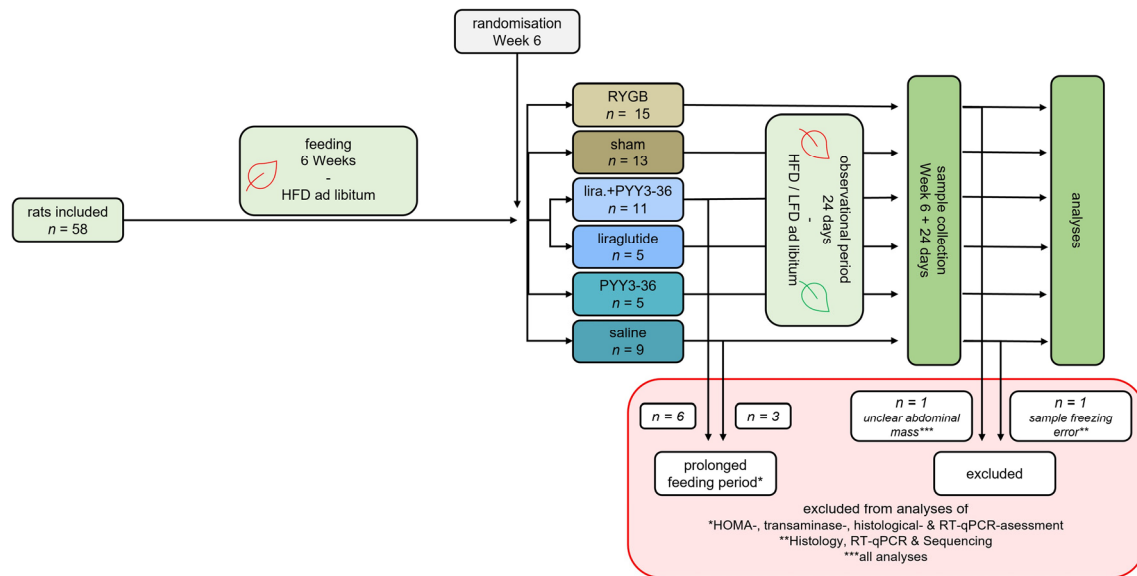 randomisation
Week 6
feeding
6 Weeks
-
HFD ad libitum
rats included
n = 58
RYGB
n = 15
sham
n = 13
lira.+PYY3-36
n = 11
liraglutide
n = 5
PYY3-36
n = 5
saline
n = 9
observational period
24 days
-
HFD / LFD ad libitum
sample collection
Week 6 + 24 days
analyses
n = 6
n = 3
n = 1
unclear abdominal
mass***
n = 1
sample freezing
error**
prolonged
feeding period*
excluded
excluded from analyses of
*HOMA-, transaminase-, histological- & RT-qPCR-asessment
**Histology, RT-qPCR & Sequencing
***all analyses